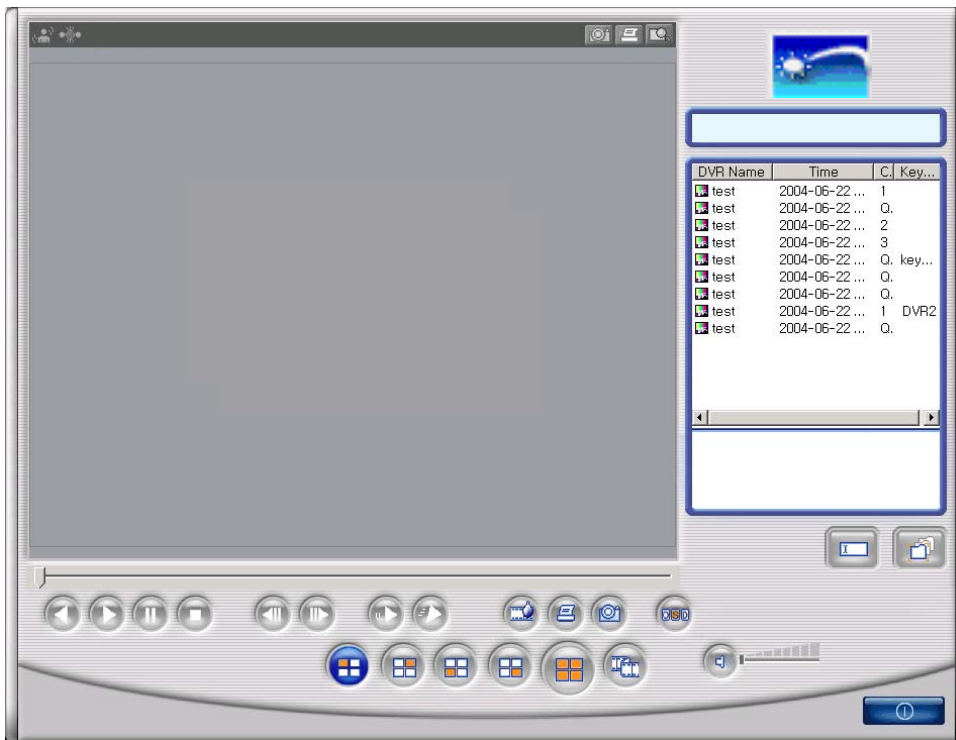 DVR Name Time C. Key...
test 2004-06-22 ... 1
test 2004-06-22 ... Q.
test 2004-06-22 ... 2
test 2004-06-22 ... 3
test 2004-06-22 ... Q. key...
test 2004-06-22 ... Q.
test 2004-06-22 ... Q.
test 2004-06-22 ... 1 DVR2
test 2004-06-22 ... Q.